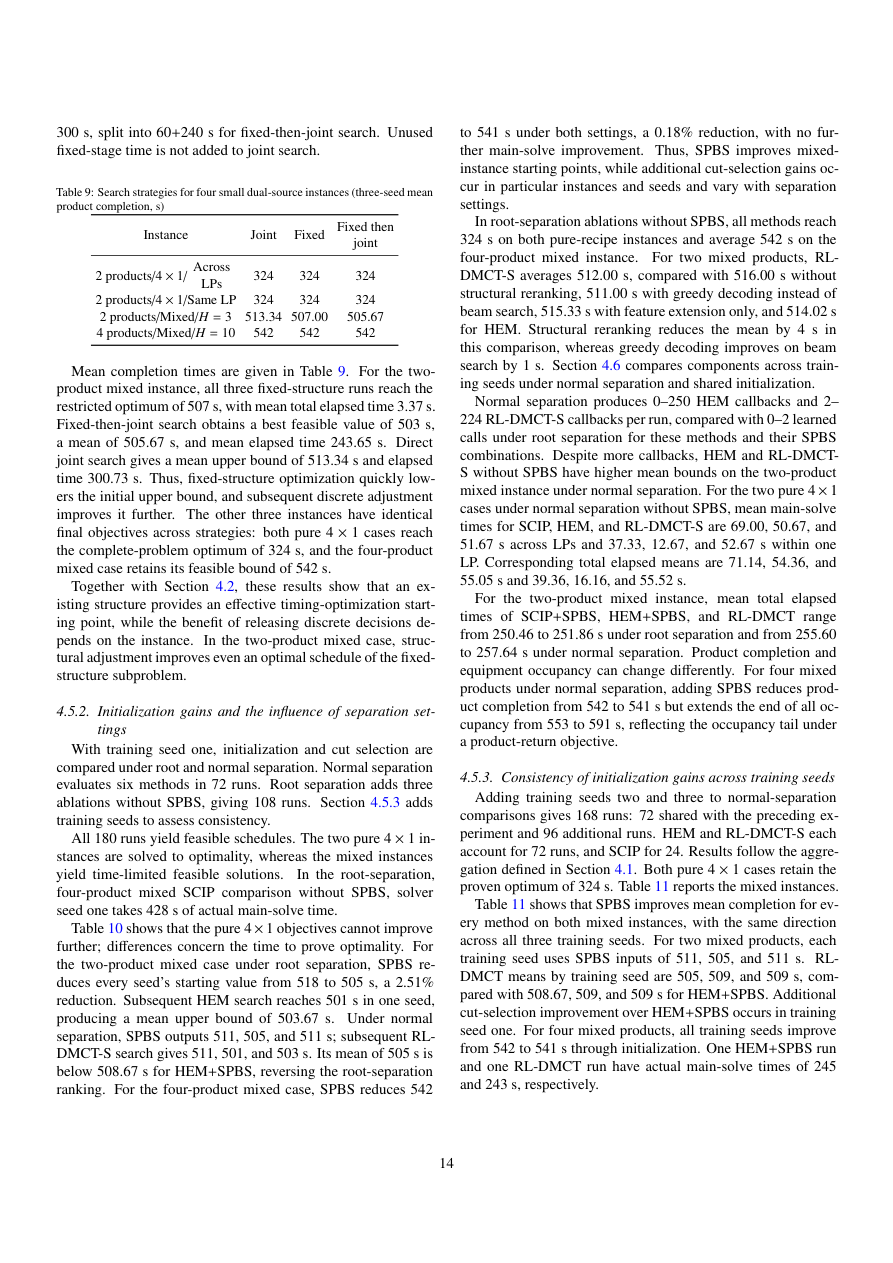 300 s, split into 60+240 s for fixed-then-joint search. Unused
fixed-stage time is not added to joint search.
Table 9: Search strategies for four small dual-source instances (three-seed mean
product completion, s)
Instance Joint Fixed Fixed then joint
2 products/4 × 1/ Across LPs 324 324 324
2 products/4 × 1/Same LP 324 324 324
2 products/Mixed/H = 3 513.34 507.00 505.67
4 products/Mixed/H = 10 542 542 542
Mean completion times are given in Table 9. For the two-
product mixed instance, all three fixed-structure runs reach the
restricted optimum of 507 s, with mean total elapsed time 3.37 s.
Fixed-then-joint search obtains a best feasible value of 503 s,
a mean of 505.67 s, and mean elapsed time 243.65 s. Direct
joint search gives a mean upper bound of 513.34 s and elapsed
time 300.73 s. Thus, fixed-structure optimization quickly low-
ers the initial upper bound, and subsequent discrete adjustment
improves it further. The other three instances have identical
final objectives across strategies: both pure 4 × 1 cases reach
the complete-problem optimum of 324 s, and the four-product
mixed case retains its feasible bound of 542 s.
Together with Section 4.2, these results show that an ex-
isting structure provides an effective timing-optimization start-
ing point, while the benefit of releasing discrete decisions de-
pends on the instance. In the two-product mixed case, struc-
tural adjustment improves even an optimal schedule of the fixed-
structure subproblem.
4.5.2. Initialization gains and the influence of separation set-
tings
With training seed one, initialization and cut selection are
compared under root and normal separation. Normal separation
evaluates six methods in 72 runs. Root separation adds three
ablations without SPBS, giving 108 runs. Section 4.5.3 adds
training seeds to assess consistency.
All 180 runs yield feasible schedules. The two pure 4 × 1 in-
stances are solved to optimality, whereas the mixed instances
yield time-limited feasible solutions. In the root-separation,
four-product mixed SCIP comparison without SPBS, solver
seed one takes 428 s of actual main-solve time.
Table 10 shows that the pure 4 × 1 objectives cannot improve
further; differences concern the time to prove optimality. For
the two-product mixed case under root separation, SPBS re-
duces every seed's starting value from 518 to 505 s, a 2.51%
reduction. Subsequent HEM search reaches 501 s in one seed,
producing a mean upper bound of 503.67 s. Under normal
separation, SPBS outputs 511, 505, and 511 s; subsequent RL-
DMCT-S search gives 511, 501, and 503 s. Its mean of 505 s is
below 508.67 s for HEM+SPBS, reversing the root-separation
ranking. For the four-product mixed case, SPBS reduces 542
to 541 s under both settings, a 0.18% reduction, with no fur-
ther main-solve improvement. Thus, SPBS improves mixed-
instance starting points, while additional cut-selection gains oc-
cur in particular instances and seeds and vary with separation
settings.
In root-separation ablations without SPBS, all methods reach
324 s on both pure-recipe instances and average 542 s on the
four-product mixed instance. For two mixed products, RL-
DMCT-S averages 512.00 s, compared with 516.00 s without
structural reranking, 511.00 s with greedy decoding instead of
beam search, 515.33 s with feature extension only, and 514.02 s
for HEM. Structural reranking reduces the mean by 4 s in
this comparison, whereas greedy decoding improves on beam
search by 1 s. Section 4.6 compares components across train-
ing seeds under normal separation and shared initialization.
Normal separation produces 0–250 HEM callbacks and 2–
224 RL-DMCT-S callbacks per run, compared with 0–2 learned
calls under root separation for these methods and their SPBS
combinations. Despite more callbacks, HEM and RL-DMCT-
S without SPBS have higher mean bounds on the two-product
mixed instance under normal separation. For the two pure 4 × 1
cases under normal separation without SPBS, mean main-solve
times for SCIP, HEM, and RL-DMCT-S are 69.00, 50.67, and
51.67 s across LPs and 37.33, 12.67, and 52.67 s within one
LP. Corresponding total elapsed means are 71.14, 54.36, and
55.05 s and 39.36, 16.16, and 55.52 s.
For the two-product mixed instance, mean total elapsed
times of SCIP+SPBS, HEM+SPBS, and RL-DMCT range
from 250.46 to 251.86 s under root separation and from 255.60
to 257.64 s under normal separation. Product completion and
equipment occupancy can change differently. For four mixed
products under normal separation, adding SPBS reduces prod-
uct completion from 542 to 541 s but extends the end of all oc-
cupancy from 553 to 591 s, reflecting the occupancy tail under
a product-return objective.
4.5.3. Consistency of initialization gains across training seeds
Adding training seeds two and three to normal-separation
comparisons gives 168 runs: 72 shared with the preceding ex-
periment and 96 additional runs. HEM and RL-DMCT-S each
account for 72 runs, and SCIP for 24. Results follow the aggre-
gation defined in Section 4.1. Both pure 4 × 1 cases retain the
proven optimum of 324 s. Table 11 reports the mixed instances.
Table 11 shows that SPBS improves mean completion for ev-
ery method on both mixed instances, with the same direction
across all three training seeds. For two mixed products, each
training seed uses SPBS inputs of 511, 505, and 511 s. RL-
DMCT means by training seed are 505, 509, and 509 s, com-
pared with 508.67, 509, and 509 s for HEM+SPBS. Additional
cut-selection improvement over HEM+SPBS occurs in training
seed one. For four mixed products, all training seeds improve
from 542 to 541 s through initialization. One HEM+SPBS run
and one RL-DMCT run have actual main-solve times of 245
and 243 s, respectively.
14